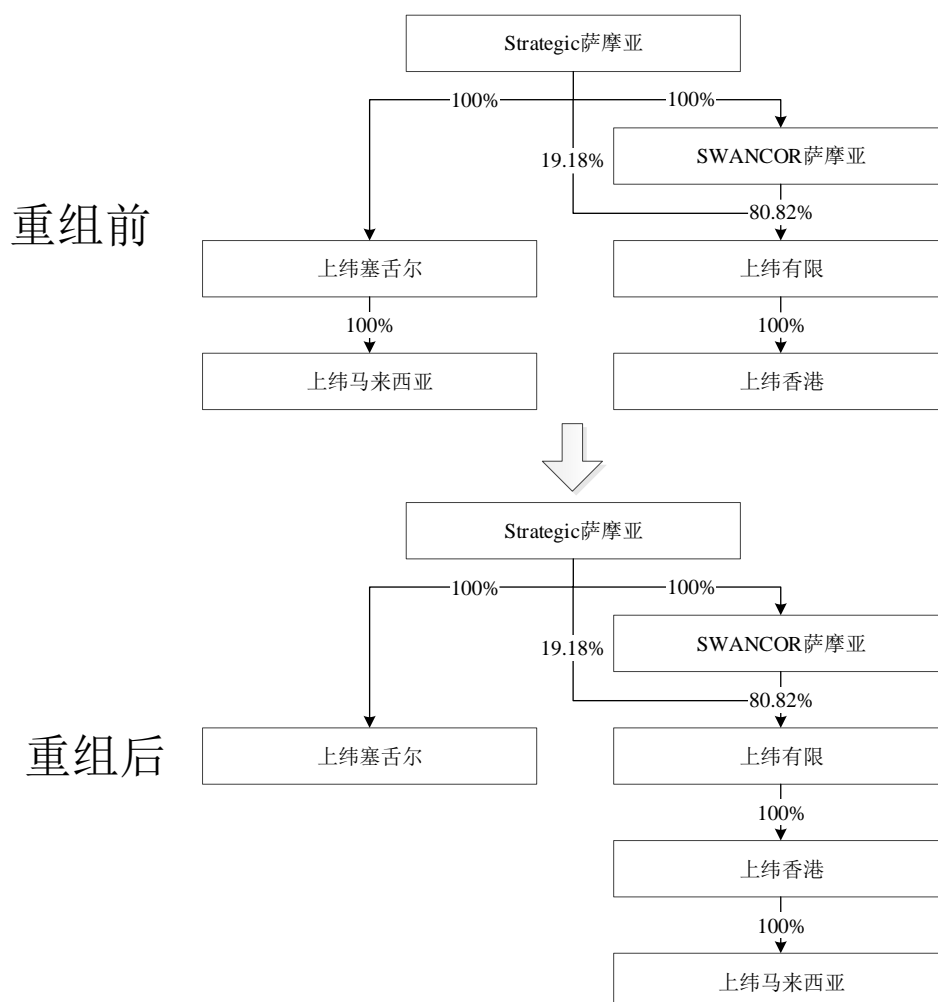 Strategic萨摩亚
100%
100%
SWANCOR萨摩亚
19.18%
80.82%
重组前
上纬塞舌尔
上纬有限
100%
100%
上纬马来西亚
上纬香港
Strategic萨摩亚
100%
100%
SWANCOR萨摩亚
19.18%
80.82%
重组后
上纬塞舌尔
上纬有限
100%
上纬香港
100%
上纬马来西亚